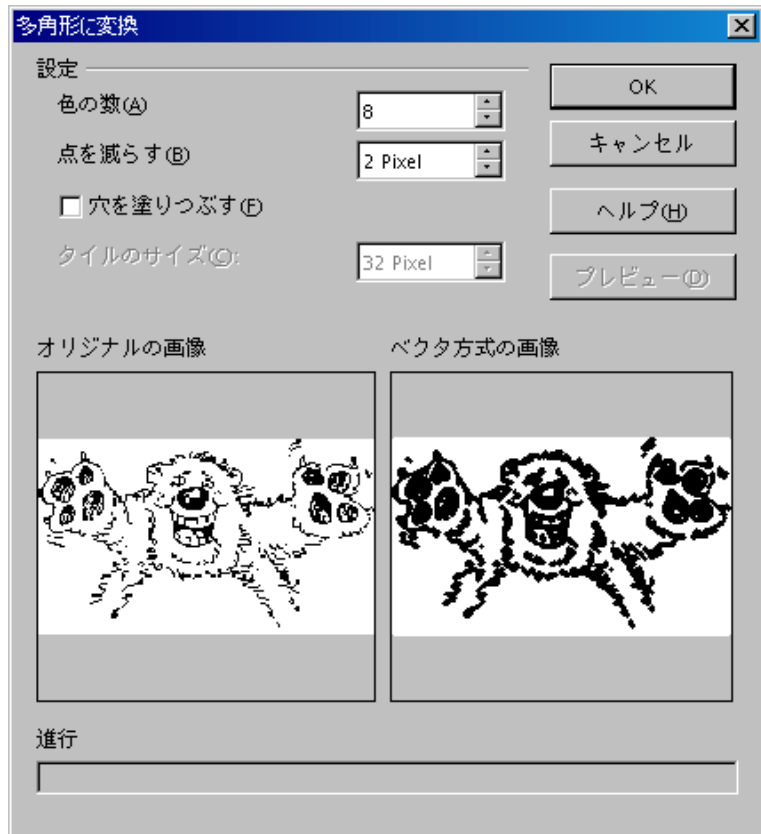 多角形に変換
設定
色の数(A)
8
点を減らす(B)
2 Pixel
穴を塗りつぶす(F)
タイルのサイズ(C):
32 Pixel
OK
キャンセル
ヘルプ(H)
プレビュー(D)
オリジナルの画像
ベクタ方式の画像
進行